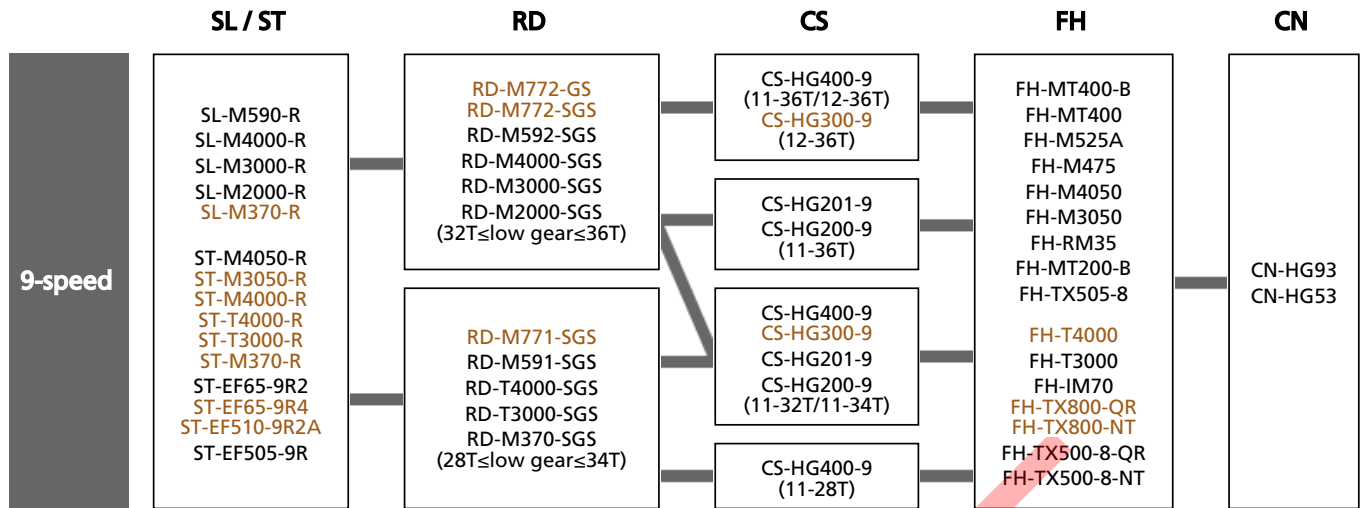 SL / ST
RD
CS
FH
CN
9-speed
SL-M590-R
SL-M4000-R
SL-M3000-R
SL-M2000-R
SL-M370-R
ST-M4050-R
ST-M3050-R
ST-M4000-R
ST-T4000-R
ST-T3000-R
ST-M370-R
ST-EF65-9R2
ST-EF65-9R4
ST-EF510-9R2A
ST-EF505-9R
RD-M772-GS
RD-M772-SGS
RD-M592-SGS
RD-M4000-SGS
RD-M3000-SGS
RD-M2000-SGS
(32T≤low gear≤36T)
RD-M771-SGS
RD-M591-SGS
RD-T4000-SGS
RD-T3000-SGS
RD-M370-SGS
(28T≤low gear≤34T)
CS-HG400-9
(11-36T/12-36T)
CS-HG300-9
(12-36T)
CS-HG201-9
CS-HG200-9
(11-36T)
CS-HG400-9
CS-HG300-9
CS-HG201-9
CS-HG200-9
(11-32T/11-34T)
CS-HG400-9
(11-28T)
FH-MT400-B
FH-MT400
FH-M525A
FH-M475
FH-M4050
FH-M3050
FH-RM35
FH-MT200-B
FH-TX505-8
FH-T4000
FH-T3000
FH-IM70
FH-TX800-QR
FH-TX800-NT
FH-TX500-8-QR
FH-TX500-8-NT
CN-HG93
CN-HG53